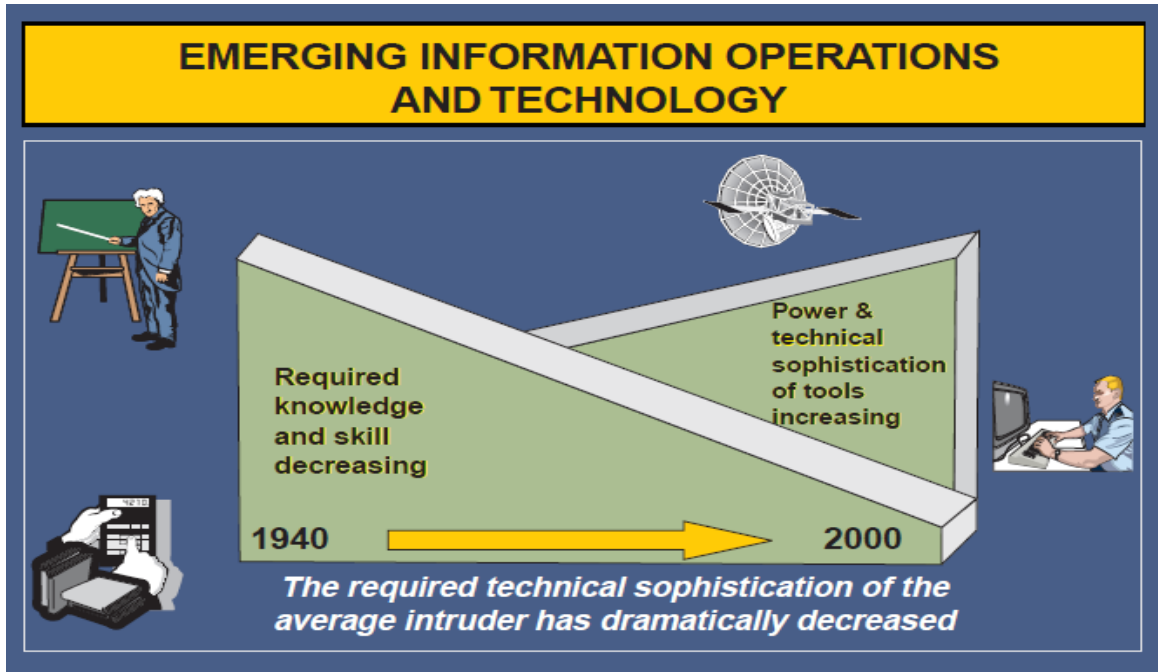 EMERGING INFORMATION OPERATIONS
AND TECHNOLOGY
Required
knowledge
and skill
decreasing
Power &
technical
sophistication
of tools
increasing
1940
2000
The required technical sophistication of the
average intruder has dramatically decreased
4210